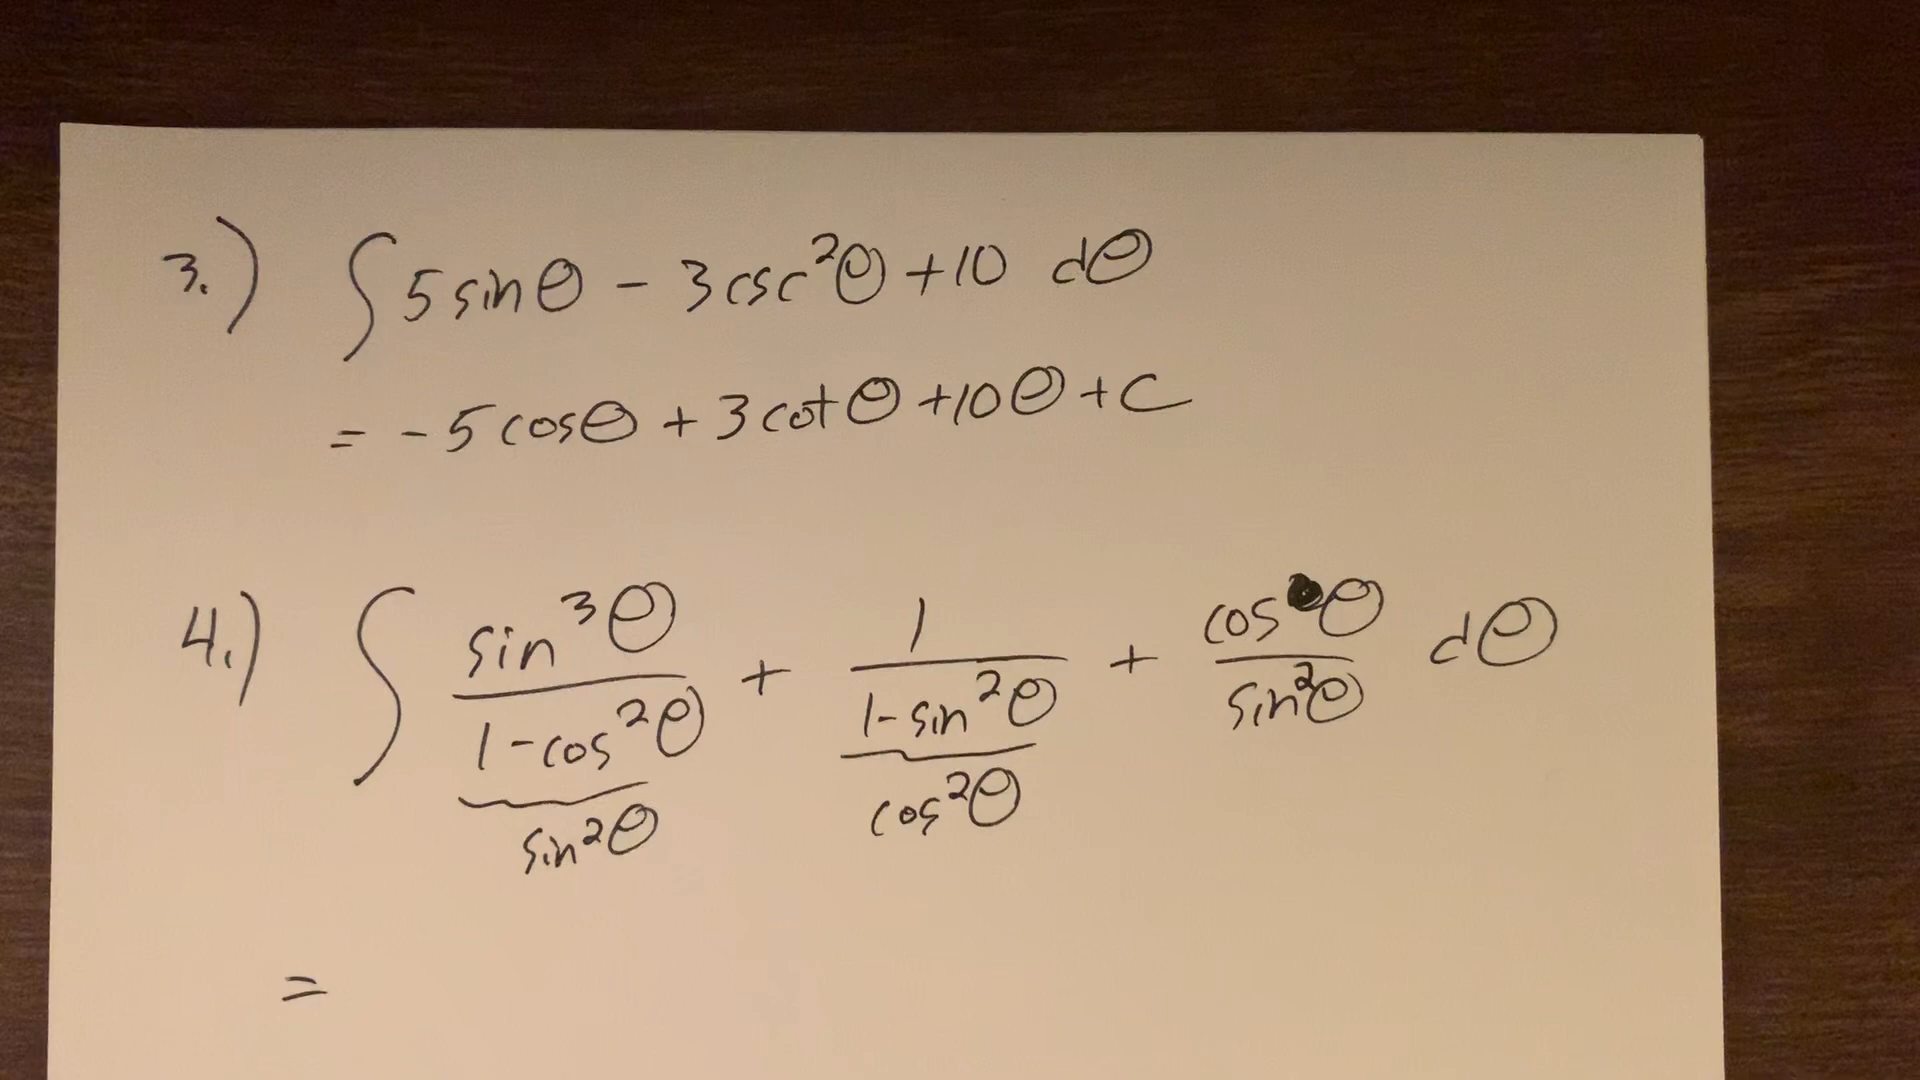 3.) ∫ 5 sin θ - 3 csc²θ + 10 dθ
= -5 cos θ + 3 cot θ + 10 θ + C
4.) ∫ sin³θ / (1 - cos²θ) + 1 / (1 - sin²θ) + cos θ / sin²θ dθ
sin²θ cos²θ
=